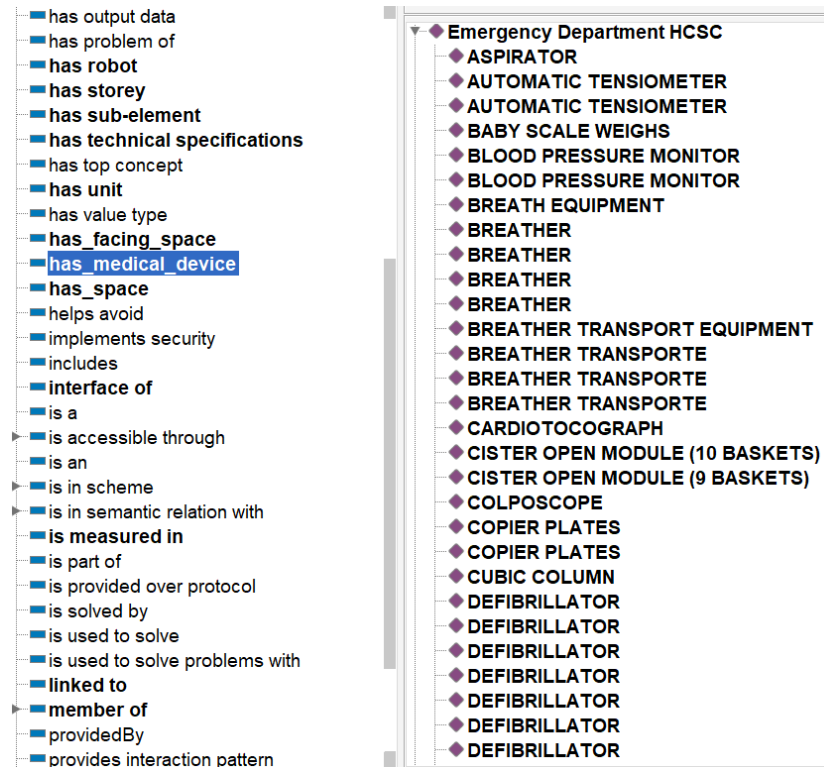 has output data
has problem of
has robot
has storey
has sub-element
has technical specifications
has top concept
has unit
has value type
has_facing_space
has_medical_device
has_space
helps avoid
implements security
includes
interface of
is a
is accessible through
is an
is in scheme
is in semantic relation with
is measured in
is part of
is provided over protocol
is solved by
is used to solve
is used to solve problems with
linked to
member of
providedBy
provides interaction pattern
Emergency Department HCSC
ASPIRATOR
AUTOMATIC TENSIOMETER
AUTOMATIC TENSIOMETER
BABY SCALE WEIGHS
BLOOD PRESSURE MONITOR
BLOOD PRESSURE MONITOR
BREATH EQUIPMENT
BREATHER
BREATHER
BREATHER
BREATHER
BREATHER TRANSPORT EQUIPMENT
BREATHER TRANSPORTE
BREATHER TRANSPORTE
BREATHER TRANSPORTE
CARDIOTOCOGRAPH
CISTER OPEN MODULE (10 BASKETS)
CISTER OPEN MODULE (9 BASKETS)
COLPOSCOPE
COPIER PLATES
COPIER PLATES
CUBIC COLUMN
DEFIBRILLATOR
DEFIBRILLATOR
DEFIBRILLATOR
DEFIBRILLATOR
DEFIBRILLATOR
DEFIBRILLATOR
DEFIBRILLATOR